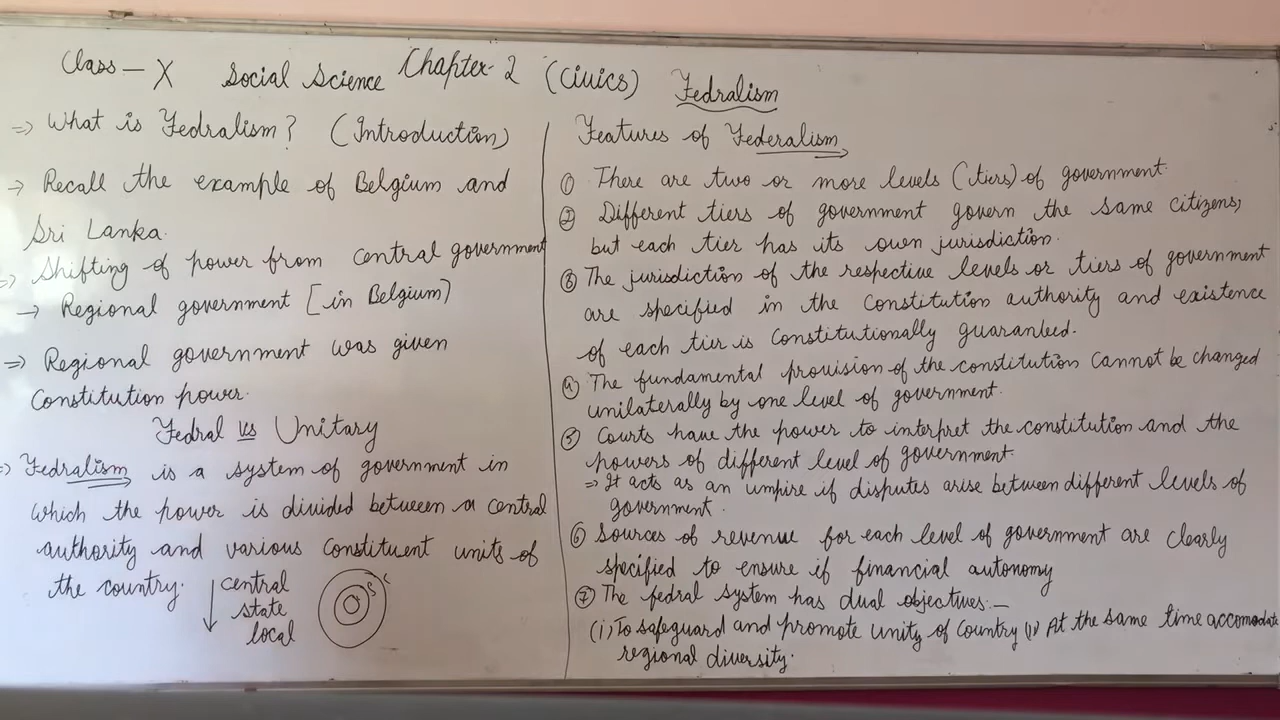 Class - X Social Science Chapter-2 (Civics) Fedralism
=> What is Fedralism? (Introduction)
-> Recall the example of Belgium and
Sri Lanka.
=> Shifting of power from central government
-> Regional government [in Belgium)
=> Regional government was given
Constitution power.
Fedral vs Unitary
=> Fedralism is a system of government in
which the power is divided between a central
authority and various constituent units of
the country.
central
state
local
S C
Features of Federalism
① There are two or more levels (tiers) of government.
② Different tiers of government govern the same citizens,
but each tier has its own jurisdiction.
③ The jurisdiction of the respective levels or tiers of government
are specified in the Constitution authority and existence
of each tier is Constitutionally guaranteed.
④ The fundamental provision of the constitution Cannot be changed
unilaterally by one level of government.
⑤ Courts have the power to interpret the constitution and the
powers of different level of government.
=> It acts as an umpire if disputes arise between different levels of
government.
⑥ Sources of revenue for each level of government are clearly
specified to ensure if financial autonomy
⑦ The fedral system has dual objectives:-
(i) To safeguard and promote unity of Country (ii) At the same time accomodate
regional diversity.